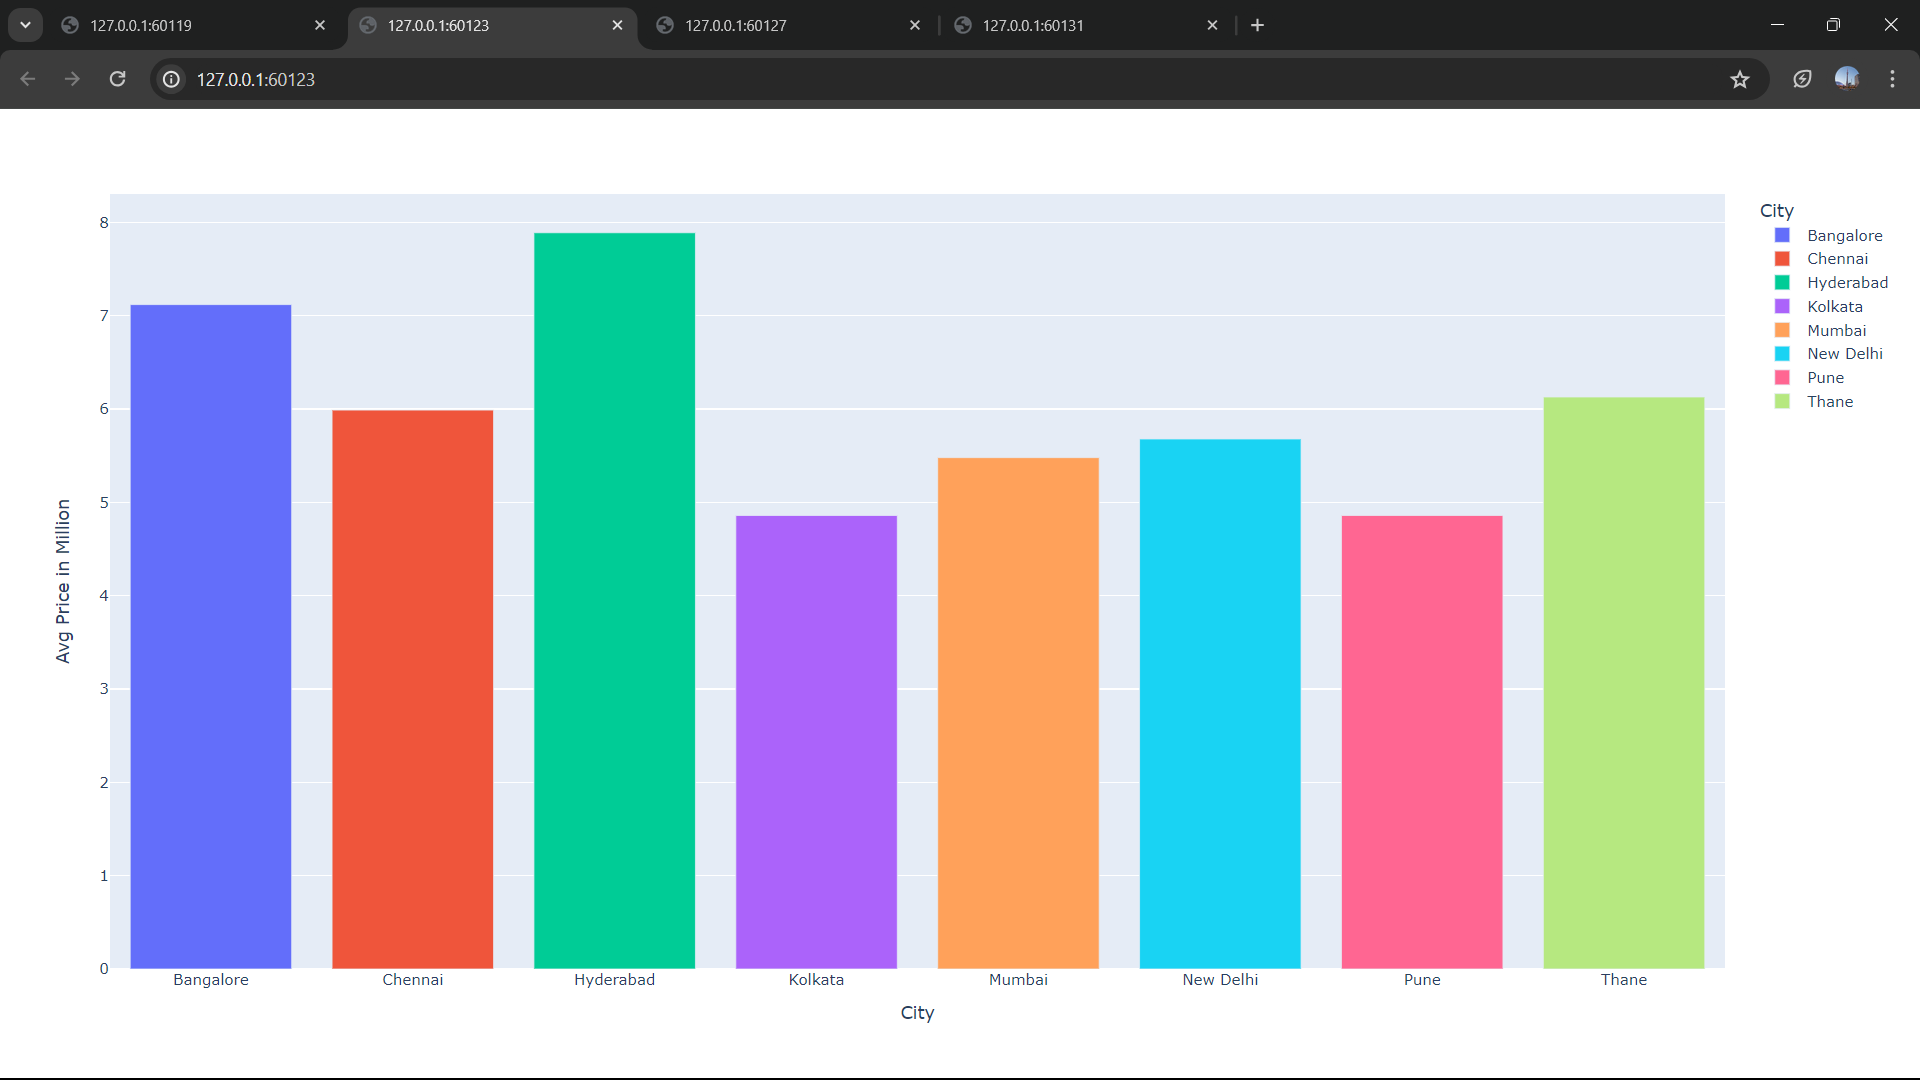 127.0.0.1:60119
127.0.0.1:60123
127.0.0.1:60127
127.0.0.1:60131
127.0.0.1:60123
City
Bangalore
Chennai
Hyderabad
Kolkata
Mumbai
New Delhi
Pune
Thane
8
7
6
5
4
3
2
1
0
Avg Price in Million
Bangalore Chennai Hyderabad Kolkata Mumbai New Delhi Pune Thane
City